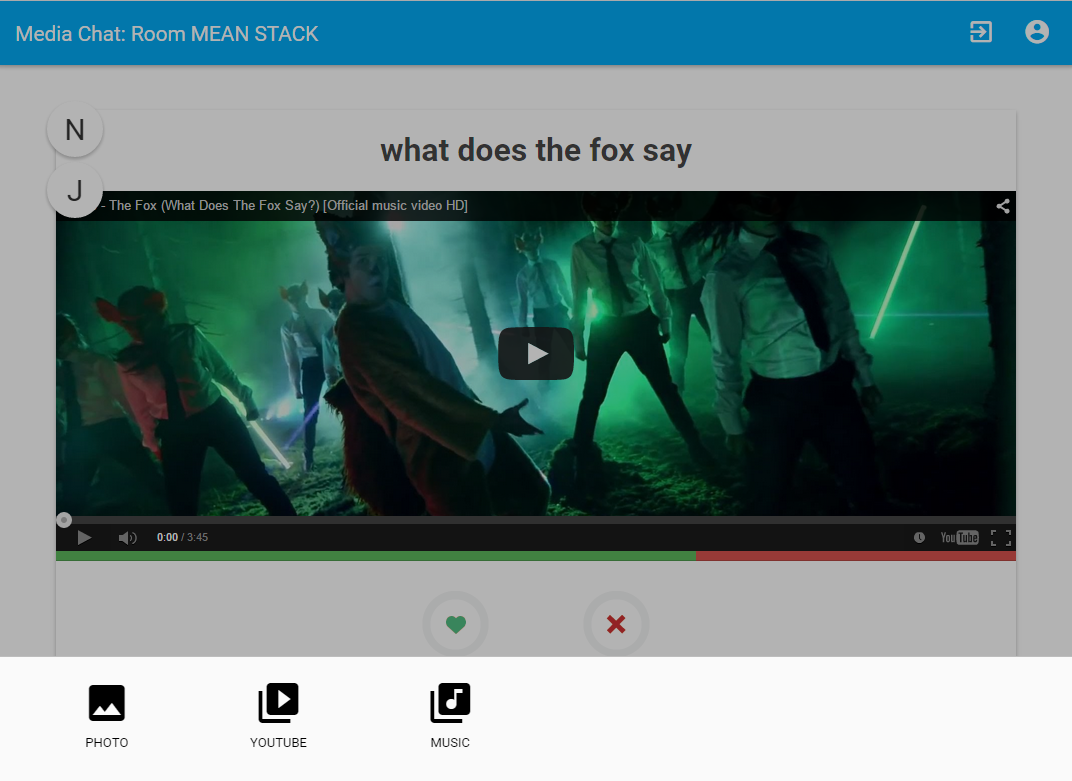 Media Chat: Room MEAN STACK
N
what does the fox say
J
- The Fox (What Does The Fox Say?) [Official music video HD]
0:00 / 3:45
YouTube
PHOTO
YOUTUBE
MUSIC